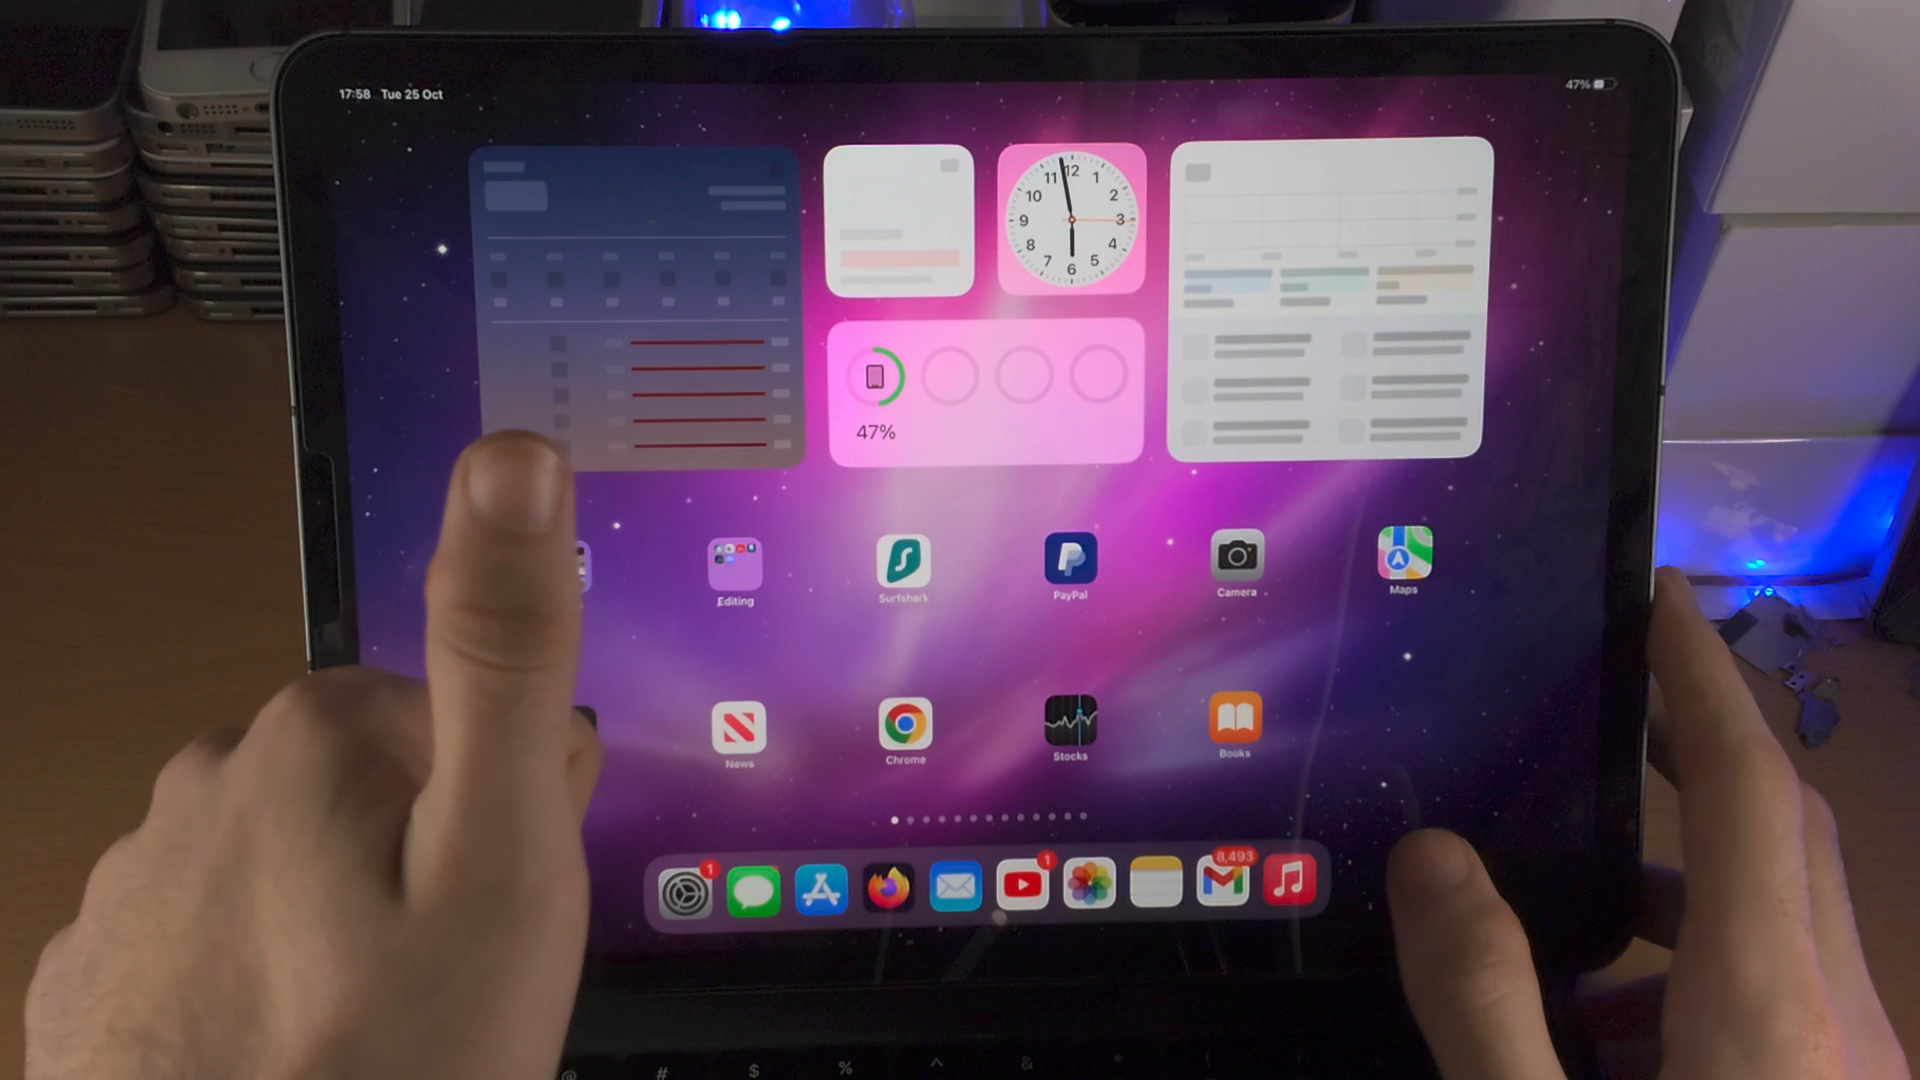 17:58 Tue 25 Oct
47%
12
1
2
3
4
5
6
7
8
9
10
11
47%
Editing
Surfshark
PayPal
Camera
Maps
News
Chrome
Stocks
Books
1
1
8,493
@ # $ % ^ & * (